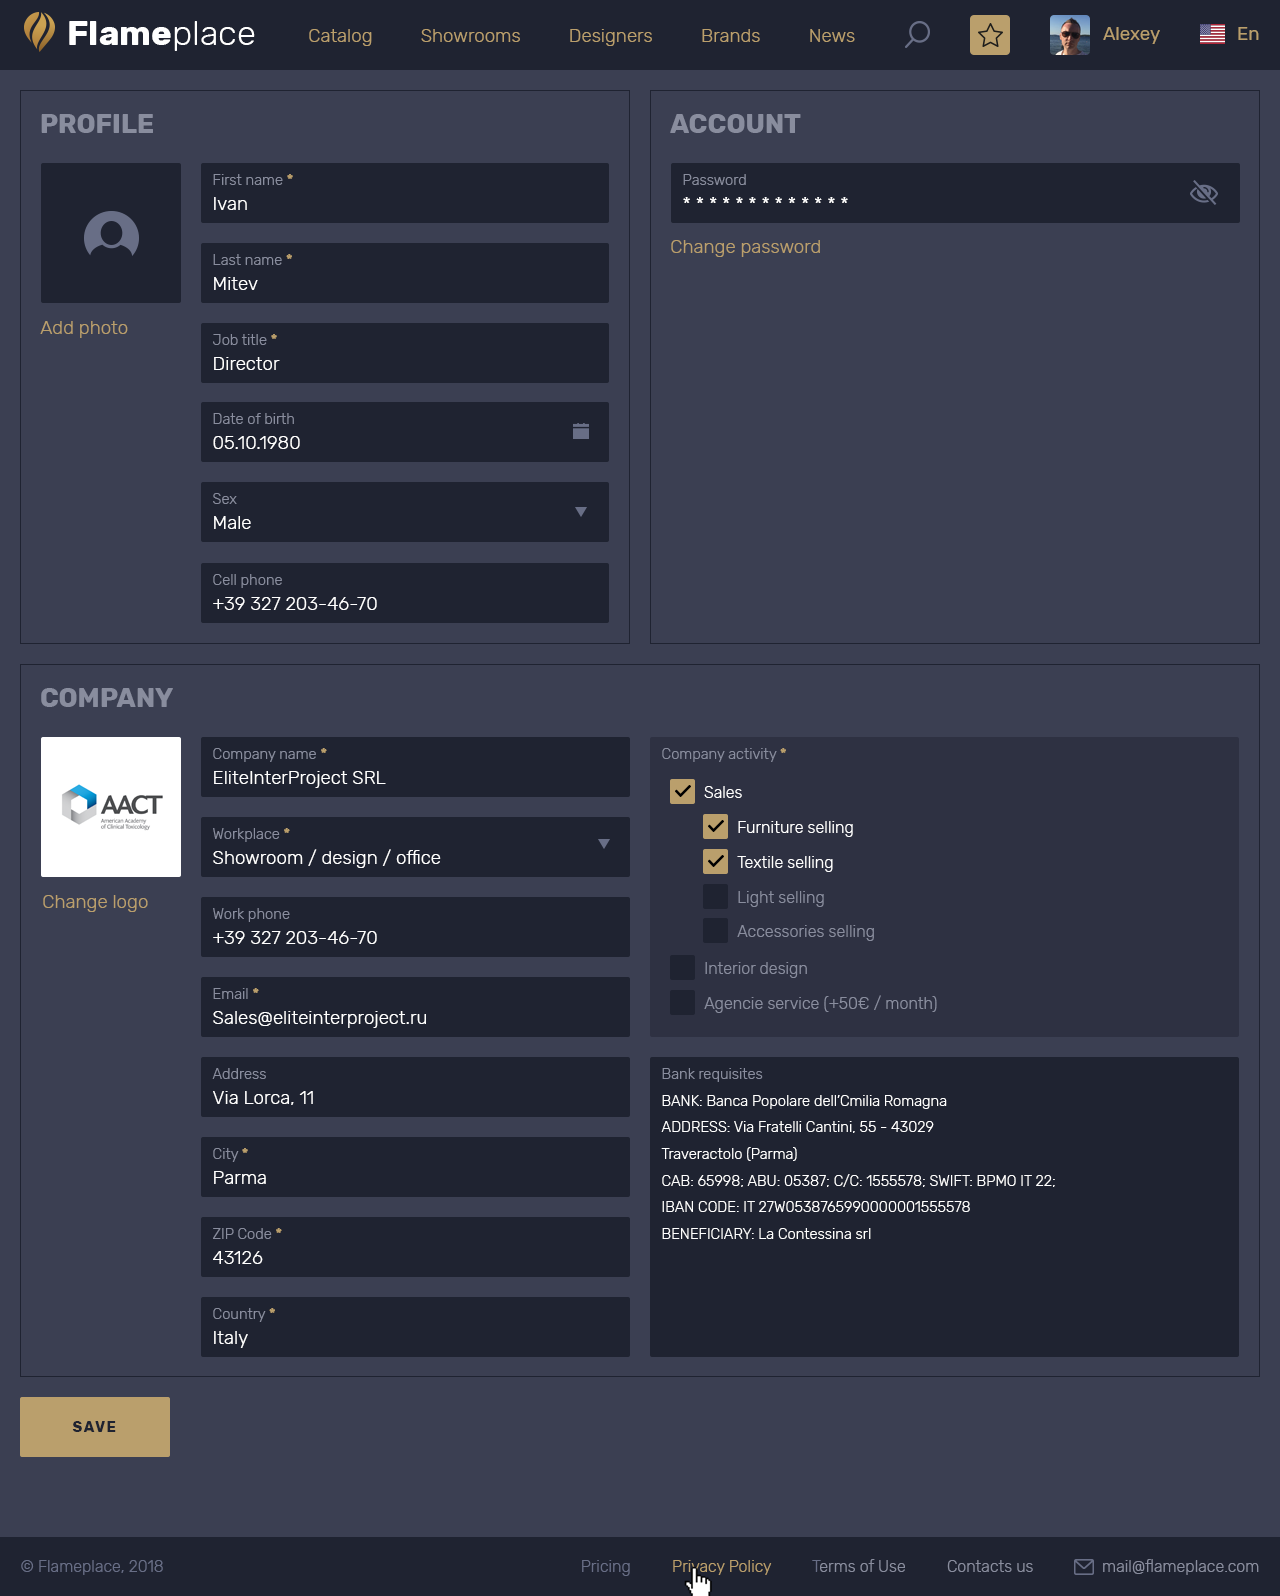 Flameplace
Catalog
Showrooms
Designers
Brands
News
Alexey
En
PROFILE
First name *
Ivan
Last name *
Mitev
Add photo
Job title *
Director
Date of birth
05.10.1980
Sex
Male
Cell phone
+39 327 203-46-70
ACCOUNT
Password
* * * * * * * * * * * * *
Change password
COMPANY
AACT
American Academy
of Clinical Toxicology
Change logo
Company name *
EliteInterProject SRL
Workplace *
Showroom / design / office
Work phone
+39 327 203-46-70
Email *
Sales@eliteinterproject.ru
Address
Via Lorca, 11
City *
Parma
ZIP Code *
43126
Country *
Italy
Company activity *
Sales
Furniture selling
Textile selling
Light selling
Accessories selling
Interior design
Agencie service (+50€ / month)
Bank requisites
BANK: Banca Popolare dell'Cmilia Romagna
ADDRESS: Via Fratelli Cantini, 55 - 43029
Traveractolo (Parma)
CAB: 65998; ABU: 05387; C/C: 1555578; SWIFT: BPMO IT 22;
IBAN CODE: IT 27W0538765990000001555578
BENEFICIARY: La Contessina srl
SAVE
© Flameplace, 2018
Pricing
Privacy Policy
Terms of Use
Contacts us
mail@flameplace.com